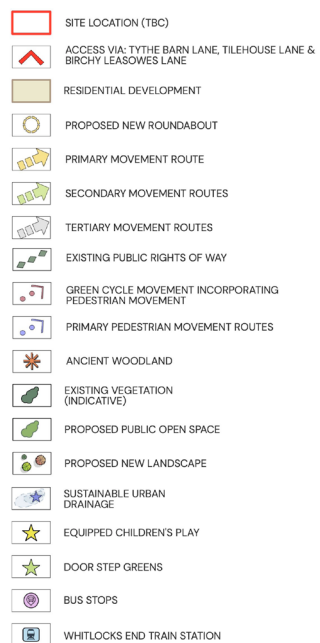 SITE LOCATION (TBC)
ACCESS VIA: TYTHE BARN LANE, TILEHOUSE LANE &
BIRCHY LEASOWES LANE
RESIDENTIAL DEVELOPMENT
PROPOSED NEW ROUNDABOUT
PRIMARY MOVEMENT ROUTE
SECONDARY MOVEMENT ROUTES
TERTIARY MOVEMENT ROUTES
EXISTING PUBLIC RIGHTS OF WAY
GREEN CYCLE MOVEMENT INCORPORATING
PEDESTRIAN MOVEMENT
PRIMARY PEDESTRIAN MOVEMENT ROUTES
ANCIENT WOODLAND
EXISTING VEGETATION
(INDICATIVE)
PROPOSED PUBLIC OPEN SPACE
PROPOSED NEW LANDSCAPE
SUSTAINABLE URBAN
DRAINAGE
EQUIPPED CHILDREN'S PLAY
DOOR STEP GREENS
BUS STOPS
WHITLOCKS END TRAIN STATION